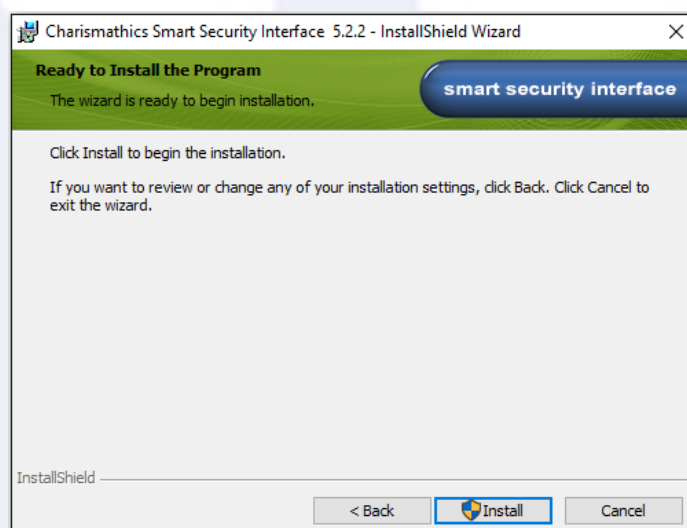 Charismathics Smart Security Interface 5.2.2 - InstallShield Wizard
Ready to Install the Program
The wizard is ready to begin installation.
smart security interface
Click Install to begin the installation.
If you want to review or change any of your installation settings, click Back. Click Cancel to
exit the wizard.
InstallShield
< Back
Install
Cancel